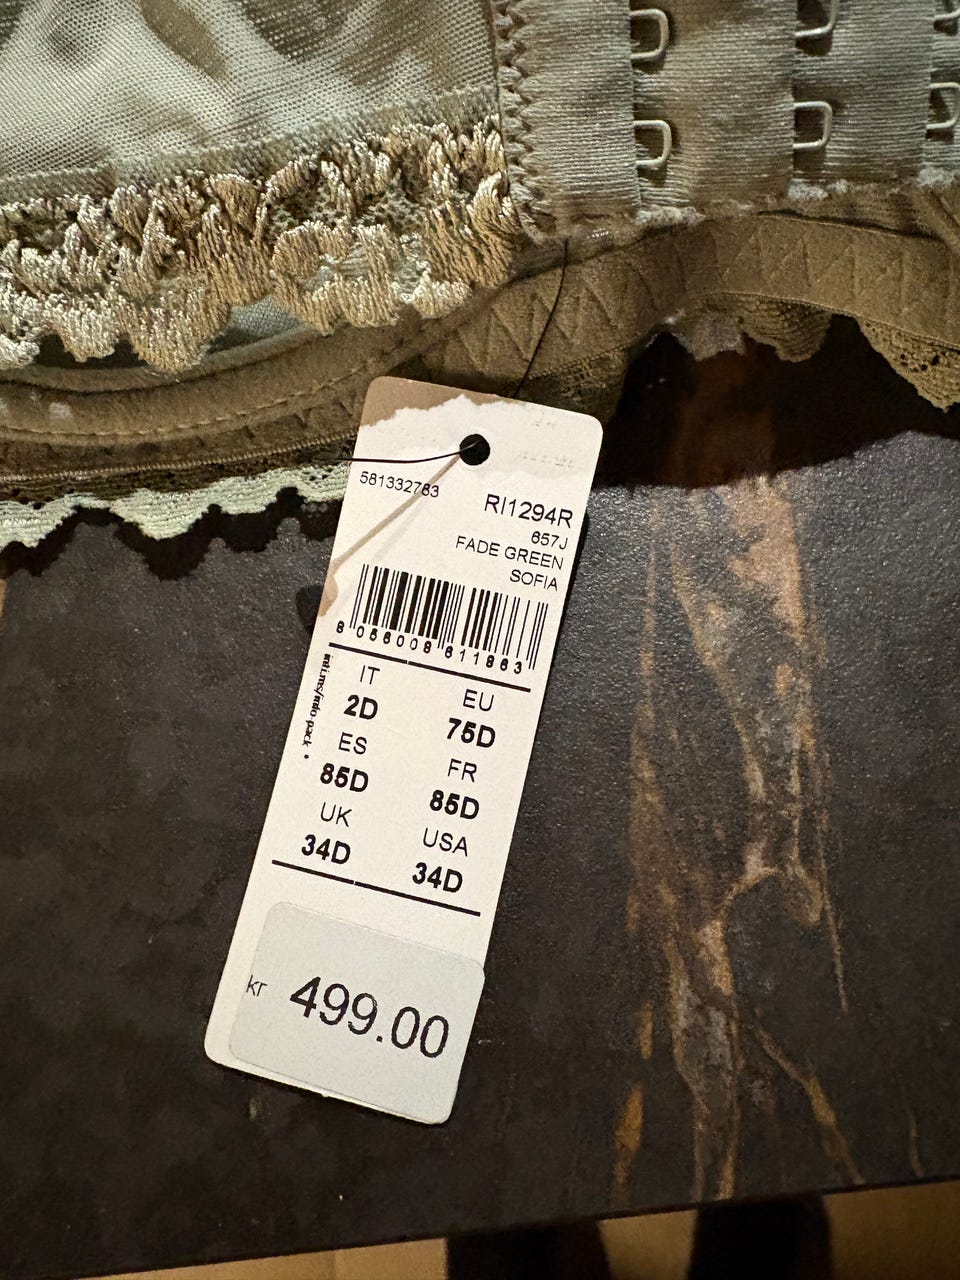 581332783
RI1294R
657J
FADE GREEN
SOFIA
8 056008 611863
IT
2D
EU
75D
ES
85D
FR
85D
UK
34D
USA
34D
kr 499.00